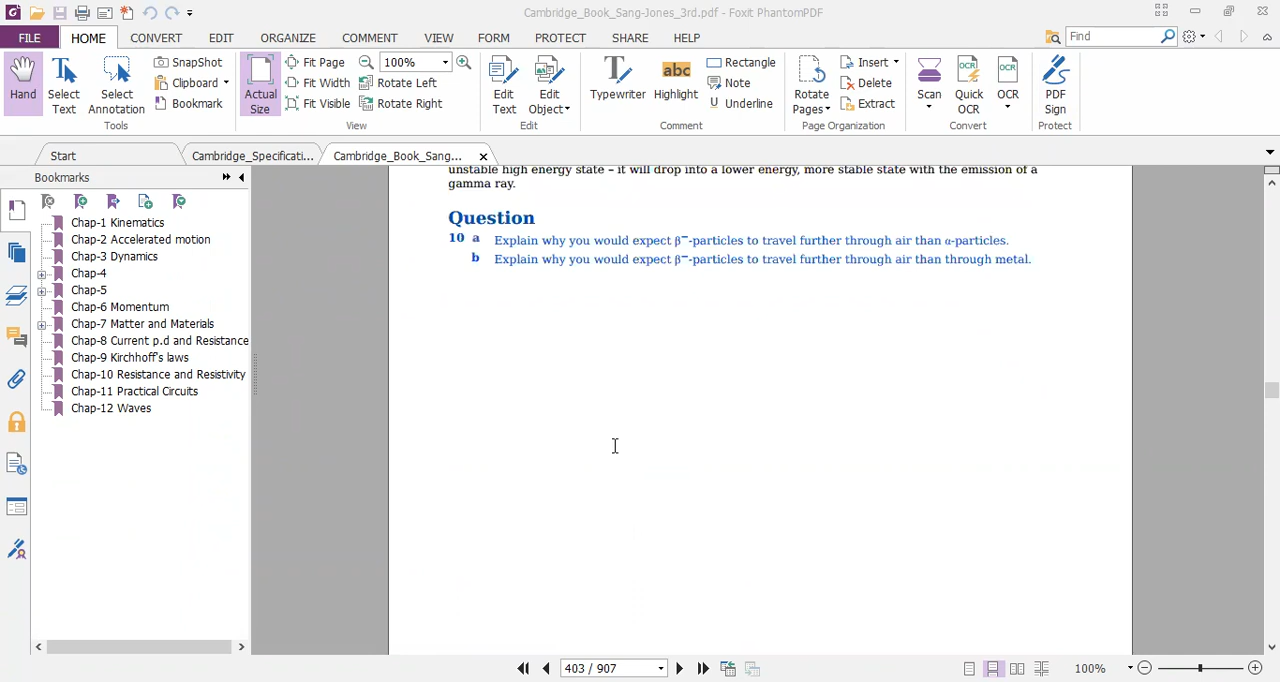 Cambridge_Book_Sang-Jones_3rd.pdf - Foxit PhantomPDF
FILE HOME CONVERT EDIT ORGANIZE COMMENT VIEW FORM PROTECT SHARE HELP Find
Hand
Select Text
Select Annotation
SnapShot
Clipboard
Bookmark
Tools
Actual Size
Fit Page
Fit Width
Fit Visible
100%
Rotate Left
Rotate Right
View
Edit Text
Edit Object
Edit
Typewriter
abc
Highlight
Rectangle
Note
Underline
Comment
Rotate Pages
Insert
Delete
Extract
Page Organization
Scan
OCR
Quick OCR
OCR
OCR
Convert
PDF Sign
Protect
Start Cambridge_Specificati... Cambridge_Book_Sang...
Bookmarks
Chap-1 Kinematics
Chap-2 Accelerated motion
Chap-3 Dynamics
Chap-4
Chap-5
Chap-6 Momentum
Chap-7 Matter and Materials
Chap-8 Current p.d and Resistance
Chap-9 Kirchhoff's laws
Chap-10 Resistance and Resistivity
Chap-11 Practical Circuits
Chap-12 Waves
unstable high energy state – it will drop into a lower energy, more stable state with the emission of a
gamma ray.
Question
10 a Explain why you would expect β⁻-particles to travel further through air than α-particles.
b Explain why you would expect β⁻-particles to travel further through air than through metal.
403 / 907
100%